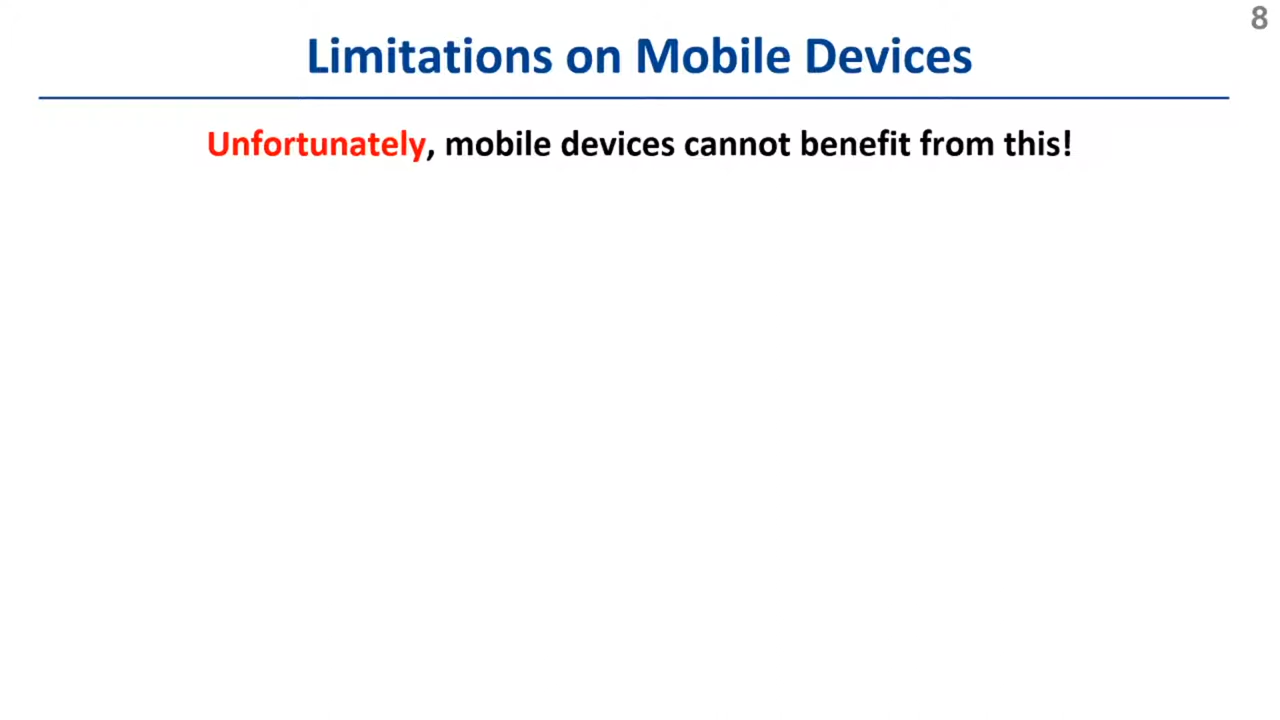 8
Limitations on Mobile Devices
Unfortunately, mobile devices cannot benefit from this!